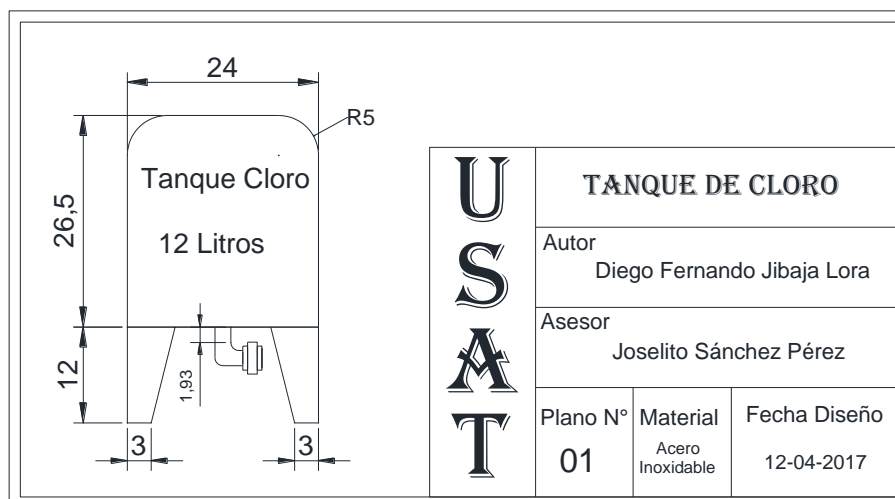 24
R5
26,5
Tanque Cloro
12 Litros
12
1,93
3
3
USAT
TANQUE DE CLORO
Autor
Diego Fernando Jibaja Lora
Asesor
Joselito Sánchez Pérez
Plano N°
01
Material
Acero
Inoxidable
Fecha Diseño
12-04-2017